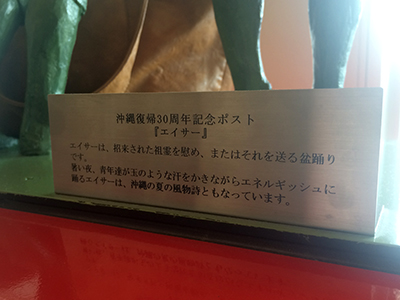 沖縄復帰30周年記念ポスト
『エイサー』
エイサーは、招来された祖霊を慰め、またはそれを送る盆踊り
です。
暑い夜、青年達が玉のような汗をかきながらエネルギッシュに
踊るエイサーは、沖縄の夏の風物詩ともなっています。